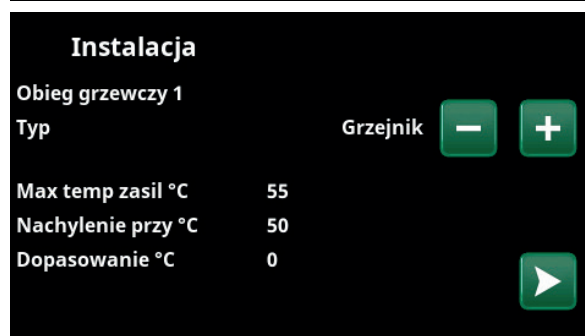 Instalacja
Obieg grzewczy 1
Typ Grzejnik
Max temp zasil °C 55
Nachylenie przy °C 50
Dopasowanie °C 0